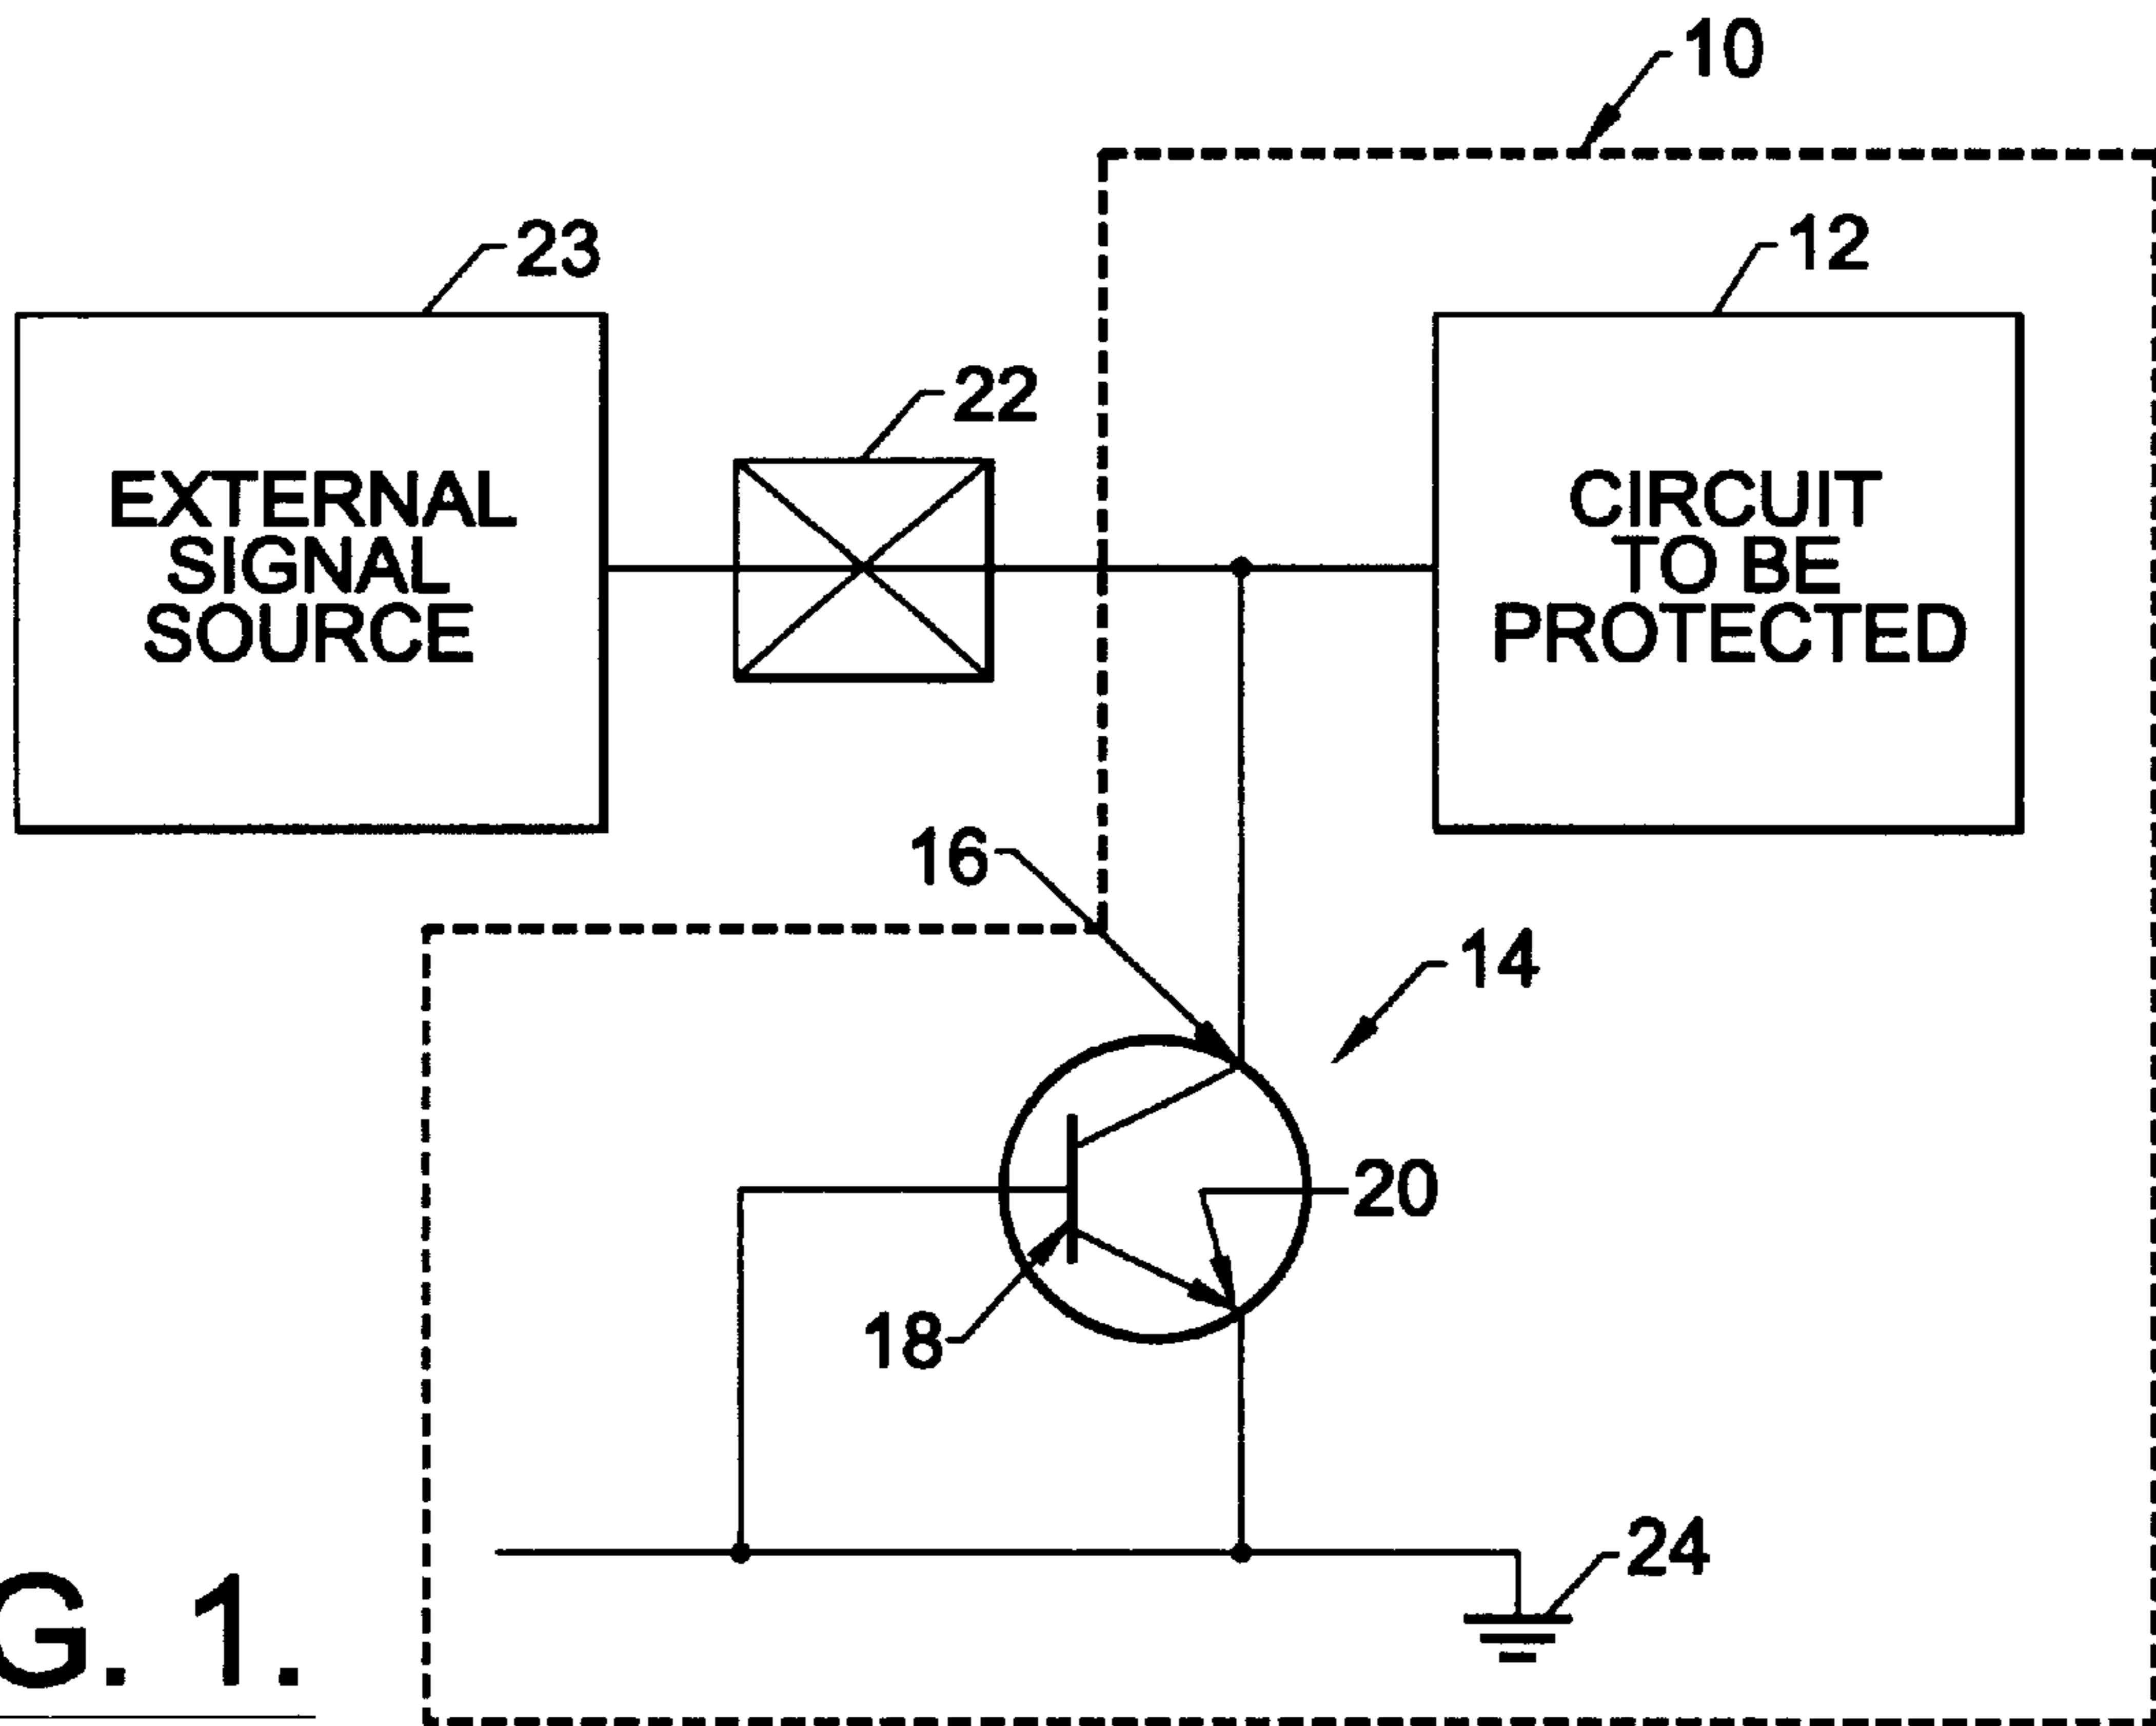 10
23
12
22
EXTERNAL
SIGNAL
SOURCE
CIRCUIT
TO BE
PROTECTED
16
14
20
18
24
G. 1.